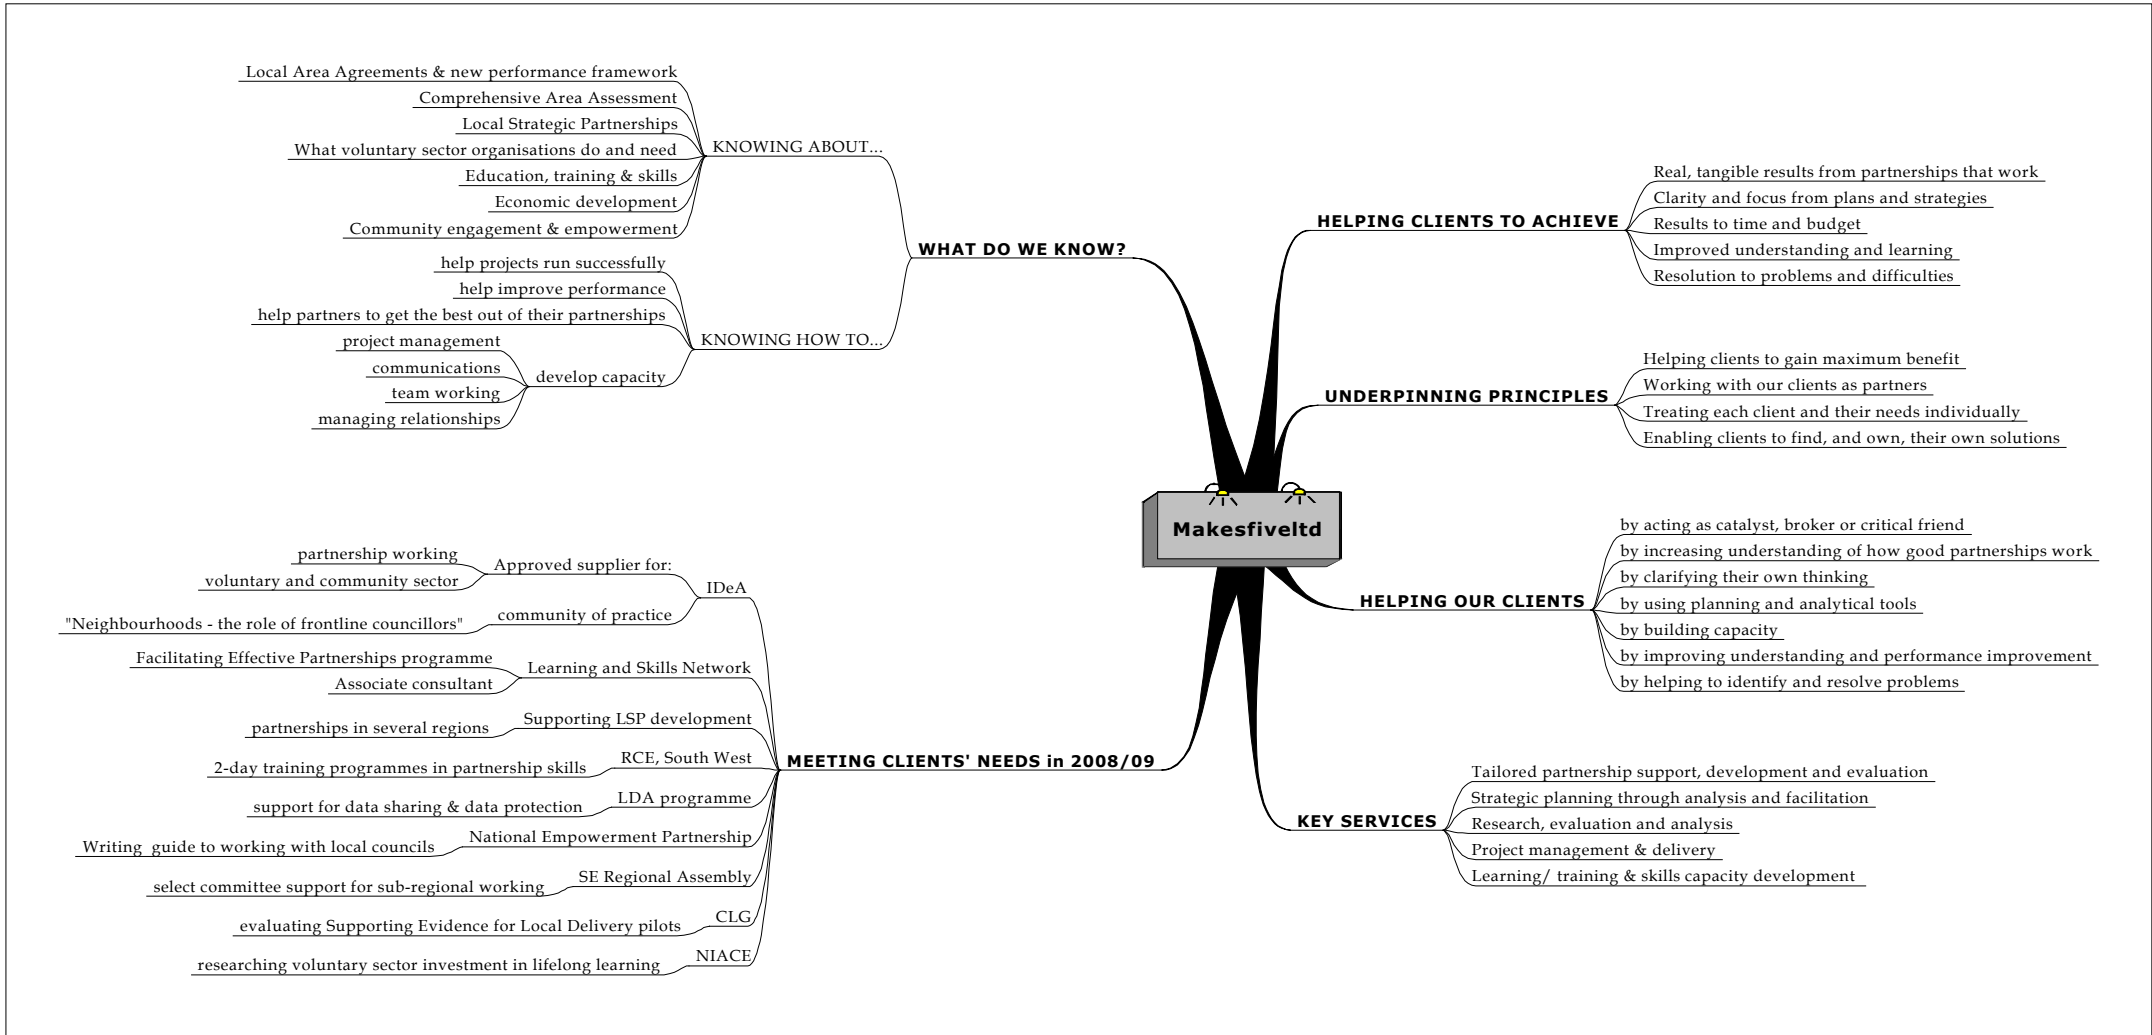 Makesfiveltd
WHAT DO WE KNOW?
KNOWING ABOUT...
Local Area Agreements & new performance framework
Comprehensive Area Assessment
Local Strategic Partnerships
What voluntary sector organisations do and need
Education, training & skills
Economic development
Community engagement & empowerment
KNOWING HOW TO...
help projects run successfully
help improve performance
help partners to get the best out of their partnerships
develop capacity
project management
communications
team working
managing relationships
MEETING CLIENTS' NEEDS in 2008/09
IDeA
Approved supplier for:
partnership working
voluntary and community sector
community of practice
"Neighbourhoods - the role of frontline councillors"
Learning and Skills Network
Facilitating Effective Partnerships programme
Associate consultant
Supporting LSP development
partnerships in several regions
RCE, South West
2-day training programmes in partnership skills
LDA programme
support for data sharing & data protection
National Empowerment Partnership
Writing  guide to working with local councils
SE Regional Assembly
select committee support for sub-regional working
CLG
evaluating Supporting Evidence for Local Delivery pilots
NIACE
researching voluntary sector investment in lifelong learning
HELPING CLIENTS TO ACHIEVE
Real, tangible results from partnerships that work
Clarity and focus from plans and strategies
Results to time and budget
Improved understanding and learning
Resolution to problems and difficulties
UNDERPINNING PRINCIPLES
Helping clients to gain maximum benefit
Working with our clients as partners
Treating each client and their needs individually
Enabling clients to find, and own, their own solutions
HELPING OUR CLIENTS
by acting as catalyst, broker or critical friend
by increasing understanding of how good partnerships work
by clarifying their own thinking
by using planning and analytical tools
by building capacity
by improving understanding and performance improvement
by helping to identify and resolve problems
KEY SERVICES
Tailored partnership support, development and evaluation
Strategic planning through analysis and facilitation
Research, evaluation and analysis
Project management & delivery
Learning/ training & skills capacity development